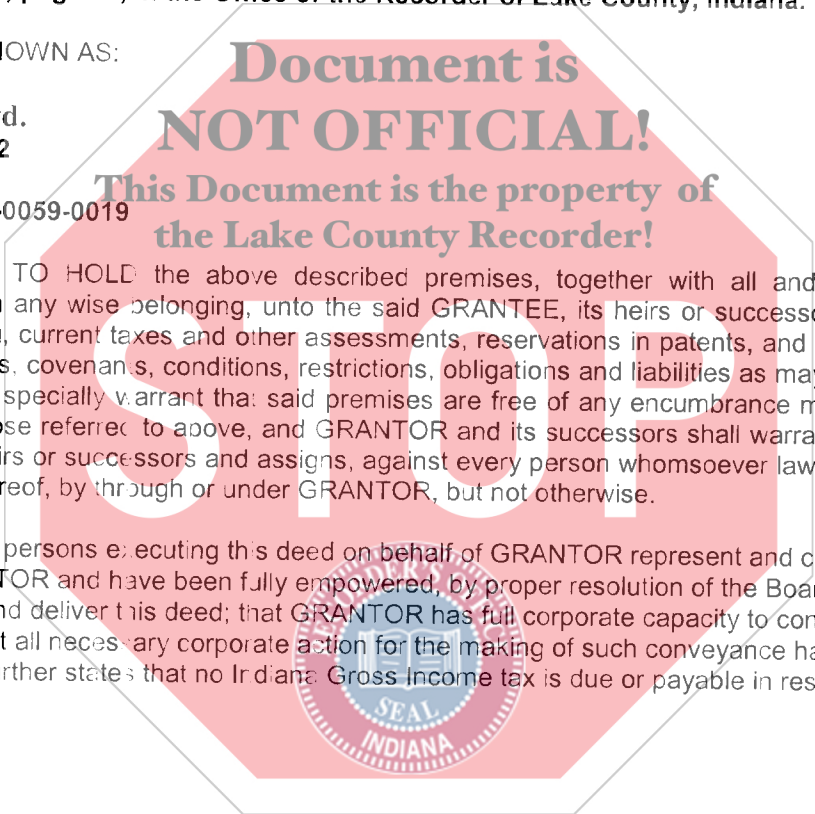 in the Office of the Recorder of Lake County, Indiana.
OWN AS:
Document is
NOT OFFICIAL!
d.
2
This Document is the property of
-0059-0019
the Lake County Recorder!
TO HOLD the above described premises, together with all and
any wise belonging, unto the said GRANTEE, its heirs or success
, current taxes and other assessments, reservations in patents, and
s, covenants, conditions, restrictions, obligations and liabilities as may
specially warrant that said premises are free of any encumbrance m
ose referred to above, and GRANTOR and its successors shall warra
irs or successors and assigns, against every person whomsoever law
reof, by through or under GRANTOR, but not otherwise.
STOP
persons executing this deed on behalf of GRANTOR represent and c
TOR and have been fully empowered, by proper resolution of the Boar
nd deliver this deed; that GRANTOR has full corporate capacity to con
t all necessary corporate action for the making of such conveyance ha
rther states that no Indiana Gross Income tax is due or payable in res
SEAL
INDIANA